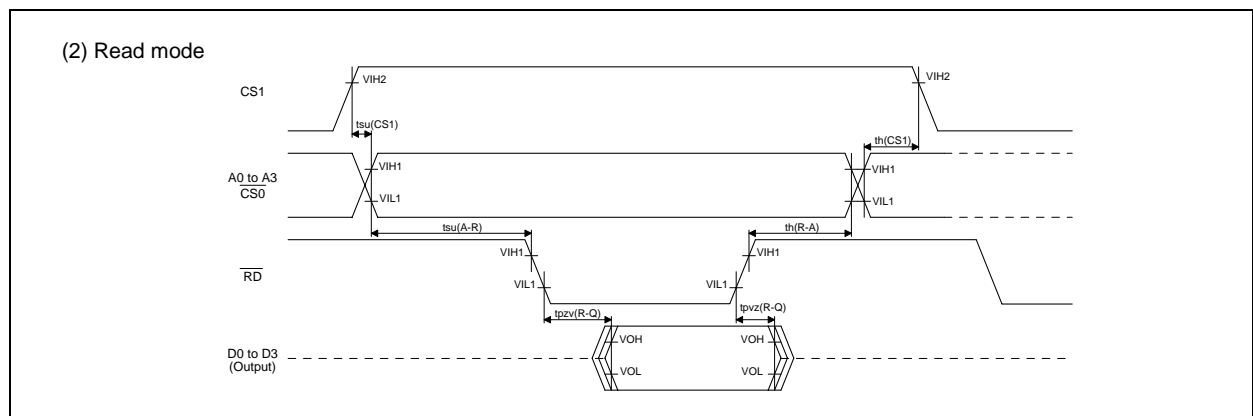 (2) Read mode
CS1
VIH2
VIH2
tsu(CS1)
th(CS1)
A0 to A3
CS0
VIH1
VIL1
VIH1
VIL1
tsu(A-R)
th(R-A)
RD
VIH1
VIL1
VIL1
VIH1
tpzv(R-Q)
tpvz(R-Q)
D0 to D3
(Output)
VOH
VOL
VOH
VOL